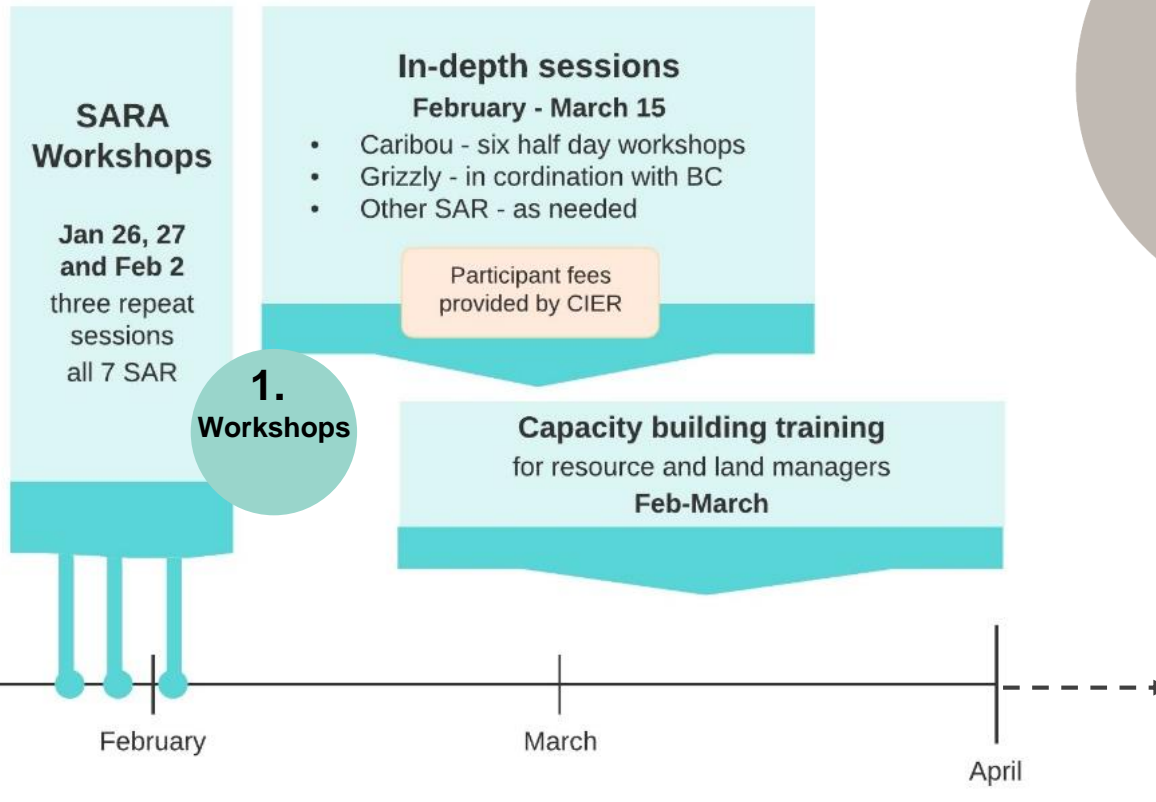 SARA
Workshops
Jan 26, 27
and Feb 2
three repeat
sessions
all 7 SAR
In-depth sessions
February - March 15
• Caribou - six half day workshops
• Grizzly - in cordination with BC
• Other SAR - as needed
Participant fees
provided by CIER
1.
Workshops
Capacity building training
for resource and land managers
Feb-March
February
March
April